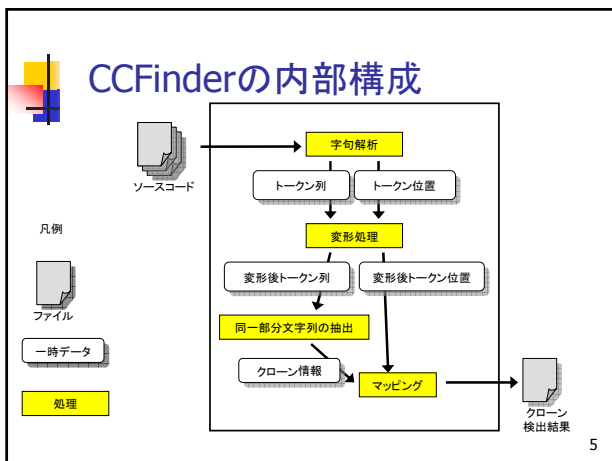 CCFinderの内部構成
ソースコード
字句解析
トークン列
トークン位置
変形処理
変形後トークン列
変形後トークン位置
同一部分文字列の抽出
クローン情報
マッピング
クローン
検出結果
凡例
ファイル
一時データ
処理
5